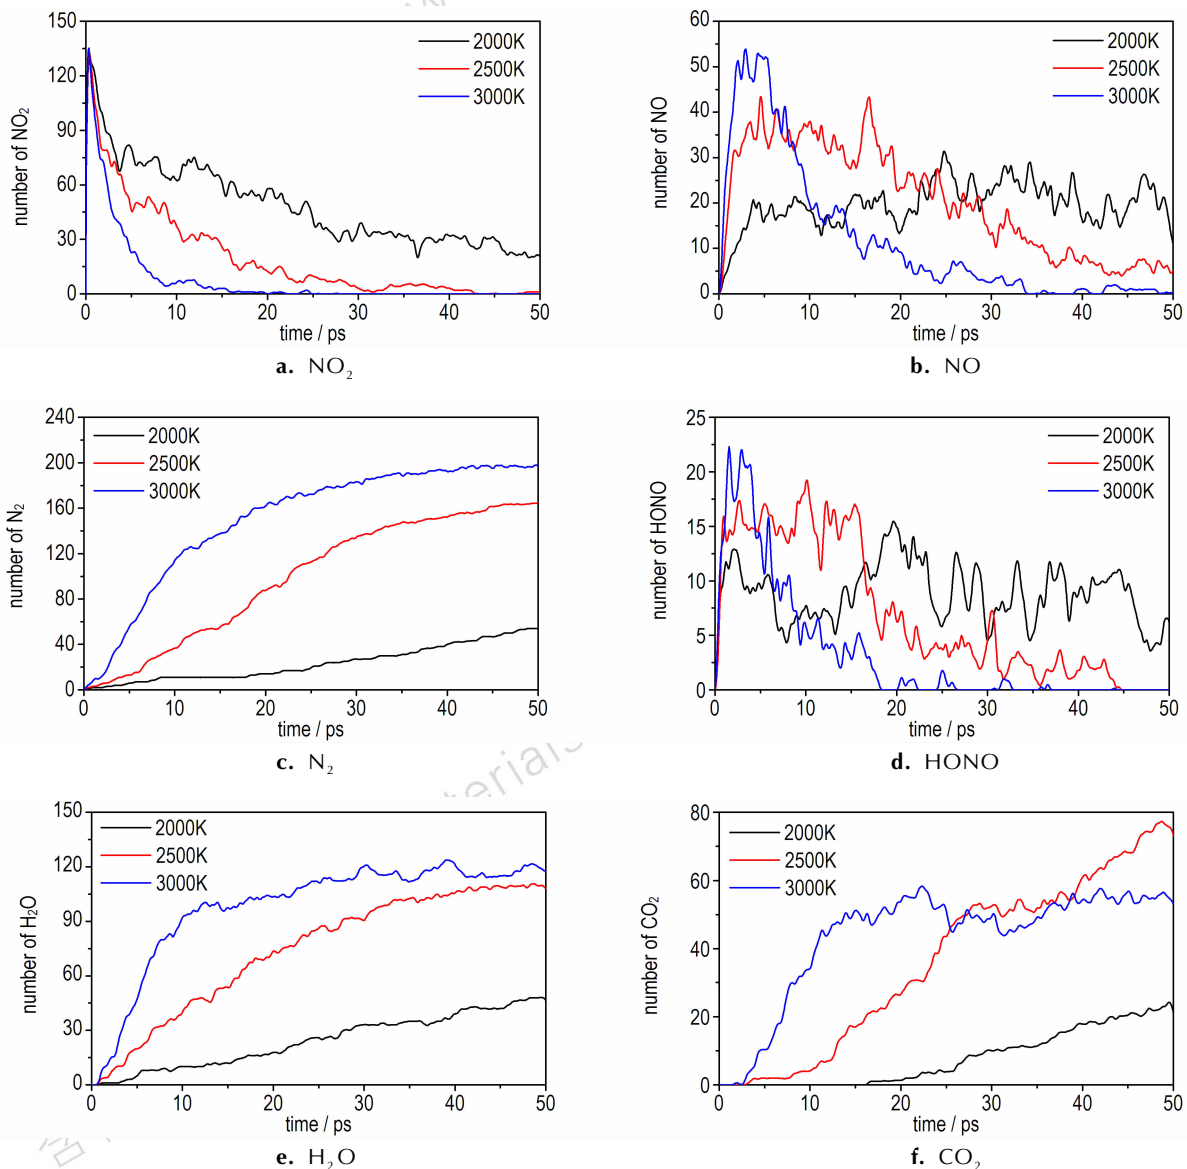 150
120
90
60
30
0
number of NO₂
2000K
2500K
3000K
0 10 20 30 40 50
time / ps
a. NO₂
60
50
40
30
20
10
0
number of NO
2000K
2500K
3000K
0 10 20 30 40 50
time / ps
b. NO
240
200
160
120
80
40
0
number of N₂
2000K
2500K
3000K
0 10 20 30 40 50
time / ps
c. N₂
25
20
15
10
5
0
number of HONO
2000K
2500K
3000K
0 10 20 30 40 50
time / ps
d. HONO
terials
150
120
90
60
30
0
number of H₂O
2000K
2500K
3000K
0 10 20 30 40 50
time / ps
e. H₂O
80
60
40
20
0
number of CO₂
2000K
2500K
3000K
0 10 20 30 40 50
time / ps
f. CO₂
含